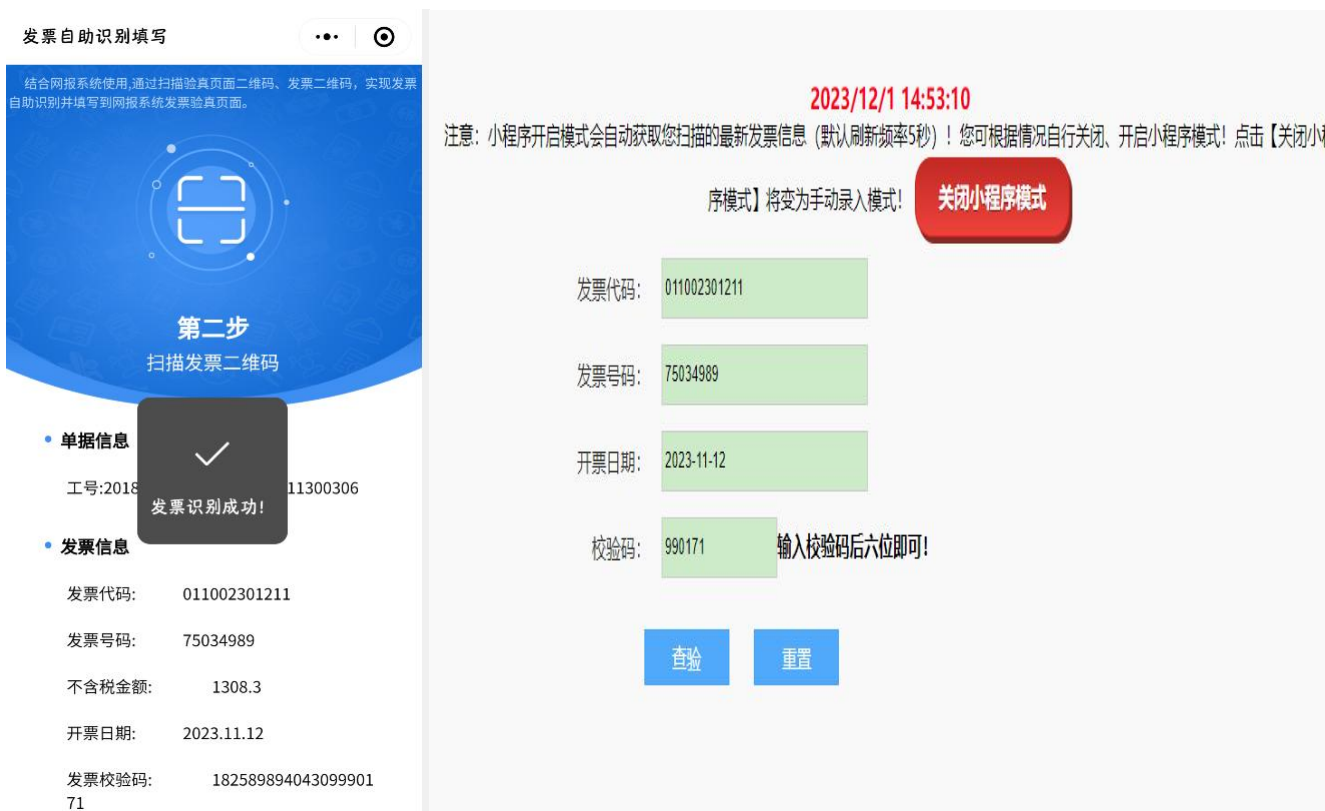 发票自助识别填写
结合网报系统使用,通过扫描验真页面二维码、发票二维码，实现发票
自助识别并填写到网报系统发票验真页面。
第二步
扫描发票二维码
单据信息
工号:2018
11300306
发票识别成功!
发票信息
发票代码: 011002301211
发票号码: 75034989
不含税金额: 1308.3
开票日期: 2023.11.12
发票校验码: 182589894043099901
71
2023/12/1 14:53:10
注意：小程序开启模式会自动获取您扫描的最新发票信息（默认刷新频率5秒）！您可根据情况自行关闭、开启小程序模式！点击【关闭小程
序模式】将变为手动录入模式！ 关闭小程序模式
发票代码： 011002301211
发票号码： 75034989
开票日期： 2023-11-12
校验码： 990171 输入校验码后六位即可！
查验 重置